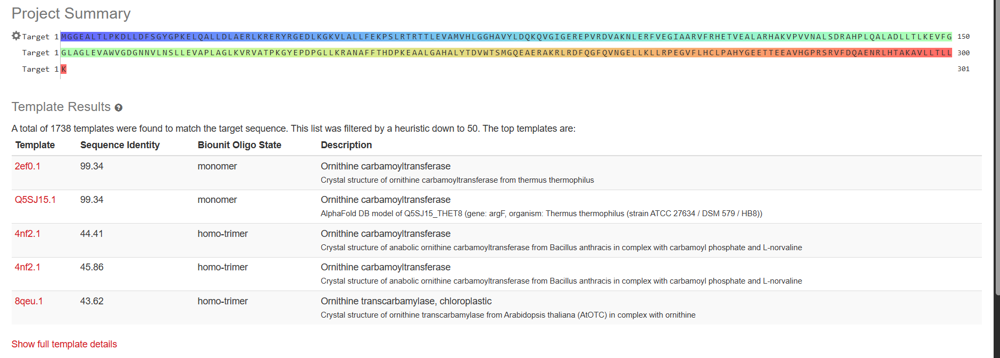 Project Summary
Target 1 MGGEALTLPKDLLDFSGYGPKELQALLDLAERLKRERYRGEDLKGKVLALLFEKPSLRTRTTLEVAMVHLGGHAVYLDQKQVGIGEREPVRDVAKNLERFVEGIAARVFRHETVEALARHAKVPVVNALSDRAHPLQALADLLTLKEVFG 150
Target 1 GLAGLEVAWVGDGNNVLNSLLEVAPLAGLKVRVATPKGYEPDPGLLKRANAFFTHDPKEAALGAHALYTDVWTSMGQEAERAKRLRDFQGFQVNGELLKLLRPEGVFLHCLPAHYGEETTEEAVHGPRSRVFDQAENRLHTAKAVLLTLL 300
Target 1 K 301
Template Results
A total of 1738 templates were found to match the target sequence. This list was filtered by a heuristic down to 50. The top templates are:
Template Sequence Identity Biounit Oligo State Description
2ef0.1 99.34 monomer Ornithine carbamoyltransferase
Crystal structure of ornithine carbamoyltransferase from thermus thermophilus
Q5SJ15.1 99.34 monomer Ornithine carbamoyltransferase
AlphaFold DB model of Q5SJ15_THET8 (gene: argF, organism: Thermus thermophilus (strain ATCC 27634 / DSM 579 / HB8))
4nf2.1 44.41 homo-trimer Ornithine carbamoyltransferase
Crystal structure of anabolic ornithine carbamoyltransferase from Bacillus anthracis in complex with carbamoyl phosphate and L-norvaline
4nf2.1 45.86 homo-trimer Ornithine carbamoyltransferase
Crystal structure of anabolic ornithine carbamoyltransferase from Bacillus anthracis in complex with carbamoyl phosphate and L-norvaline
8qeu.1 43.62 homo-trimer Ornithine transcarbamylase, chloroplastic
Crystal structure of ornithine transcarbamylase from Arabidopsis thaliana (AtOTC) in complex with ornithine
Show full template details